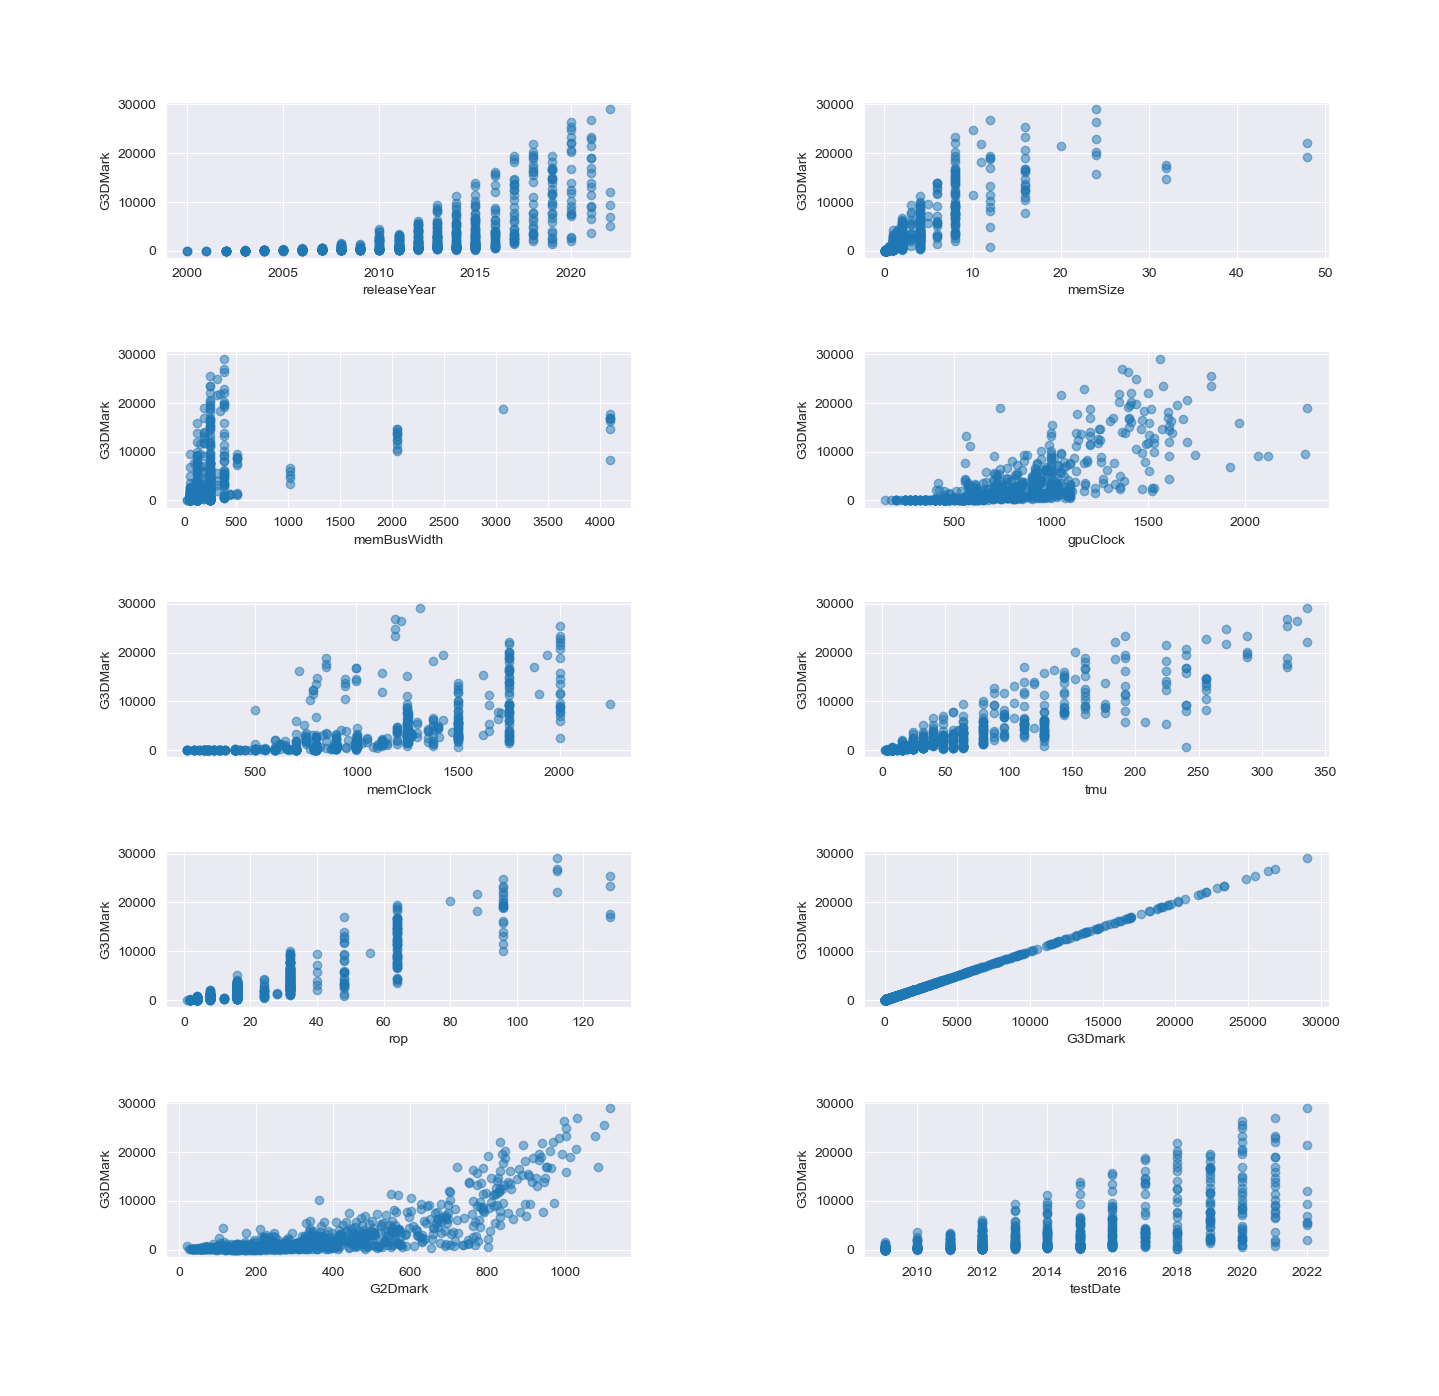 30000
20000
10000
0
G3DMark
2000 2005 2010 2015 2020
releaseYear
30000
20000
10000
0
G3DMark
0 10 20 30 40 50
memSize
30000
20000
10000
0
G3DMark
0 500 1000 1500 2000 2500 3000 3500 4000
memBusWidth
30000
20000
10000
0
G3DMark
500 1000 1500 2000
gpuClock
30000
20000
10000
0
G3DMark
500 1000 1500 2000
memClock
30000
20000
10000
0
G3DMark
0 50 100 150 200 250 300 350
tmu
30000
20000
10000
0
G3DMark
0 20 40 60 80 100 120
rop
30000
20000
10000
0
G3DMark
0 5000 10000 15000 20000 25000 30000
G3Dmark
30000
20000
10000
0
G3DMark
0 200 400 600 800 1000
G2Dmark
30000
20000
10000
0
G3DMark
2010 2012 2014 2016 2018 2020 2022
testDate